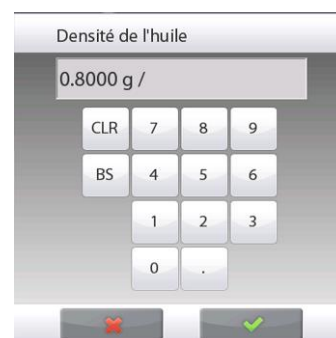 Densité de l'huile
0.8000 g /
CLR 7 8 9
BS 4 5 6
1 2 3
0 .